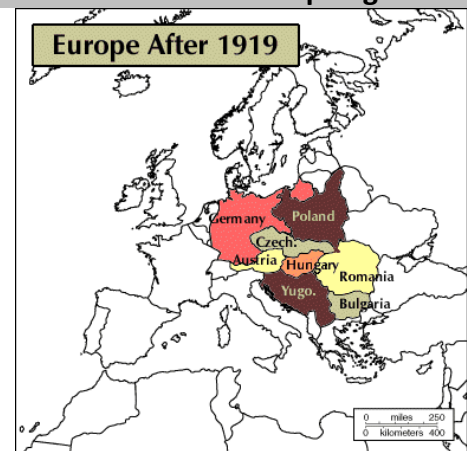 Europe After 1919
Germany
Poland
Czech.
Austria
Hungary
Romania
Yugo.
Bulgaria
0 miles 250
0 kilometers 400